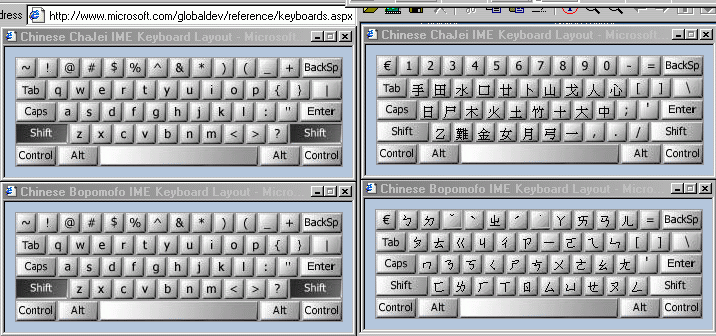 dress http://www.microsoft.com/globaldev/reference/keyboards.aspx
Chinese ChaJei IME Keyboard Layout - Microsoft...
~ ! @ # $ % ^ & * ) ( _ + BackSp
Tab q w e r t y u i o p { } |
Caps a s d f g h j k l : " Enter
Shift z x c v b n m < > ? Shift
Control Alt Alt Control
Chinese ChaJei IME Keyboard Layout - Microsoft...
€ 1 2 3 4 5 6 7 8 9 0 - = BackSp
Tab 手 田 水 口 廿 卜 山 戈 人 心 [ ] \
Caps 日 尸 木 火 土 竹 十 大 中 ; ' Enter
Shift 乙 難 金 女 月 弓 一 , . / Shift
Control Alt Alt Control
Chinese Bopomofo IME Keyboard Layout - Micro...
~ ! @ # $ % ^ & * ) ( _ + BackSp
Tab q w e r t y u i o p { } |
Caps a s d f g h j k l : " Enter
Shift z x c v b n m < > ? Shift
Control Alt Alt Control
Chinese Bopomofo IME Keyboard Layout - Micro...
€ ㄅ ㄉ ˇ ˋ ㄓ ˊ ˙ ㄚ ㄞ ㄢ ㄦ = BackSp
Tab ㄆ ㄊ ㄍ ㄐ ㄔ ㄗ ㄧ ㄛ ㄟ ㄣ [ ] \
Caps ㄇ ㄋ ㄎ ㄑ ㄕ ㄘ ㄨ ㄜ ㄠ ㄤ ' Enter
Shift ㄈ ㄌ ㄏ ㄒ ㄖ ㄙ ㄩ ㄝ ㄡ ㄥ Shift
Control Alt Alt Control